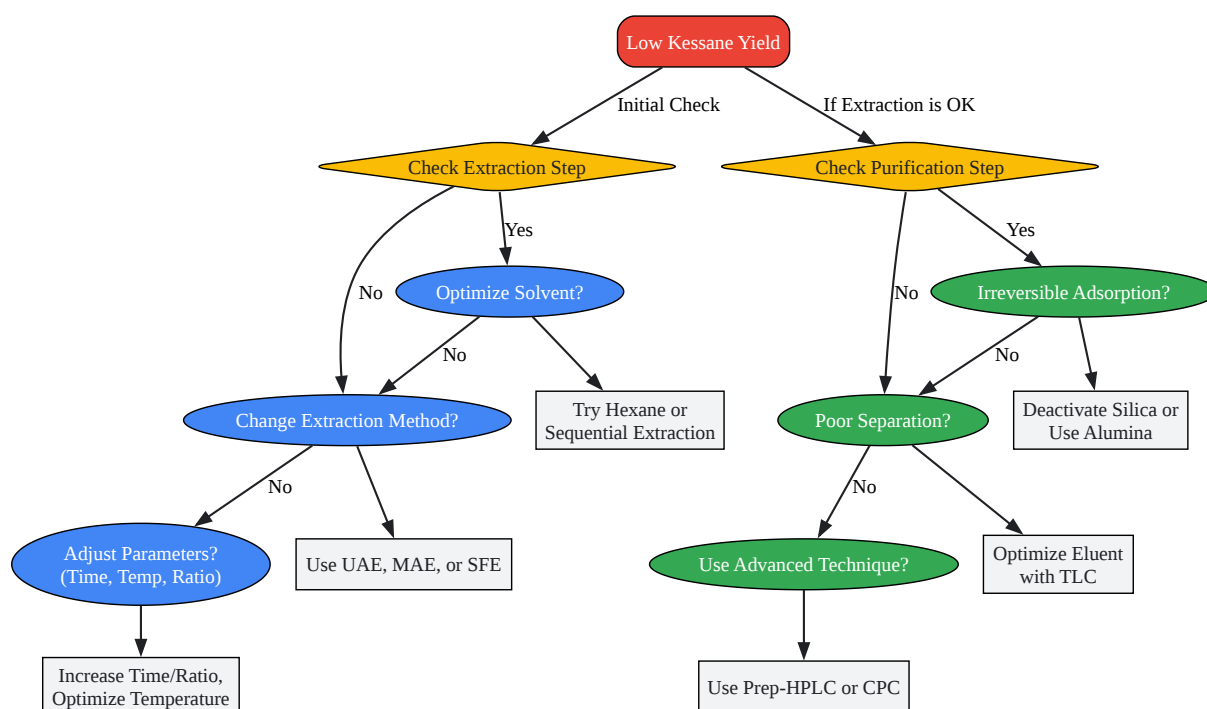 Low Kessane Yield
Initial Check
If Extraction is OK
Check Extraction Step
Check Purification Step
Yes
Yes
No
Optimize Solvent?
No
Irreversible Adsorption?
No
No
Change Extraction Method?
Try Hexane or
Sequential Extraction
Poor Separation?
Deactivate Silica or
Use Alumina
No
No
Adjust Parameters?
(Time, Temp, Ratio)
Use UAE, MAE, or SFE
Use Advanced Technique?
Optimize Eluent
with TLC
Increase Time/Ratio,
Optimize Temperature
Use Prep-HPLC or CPC